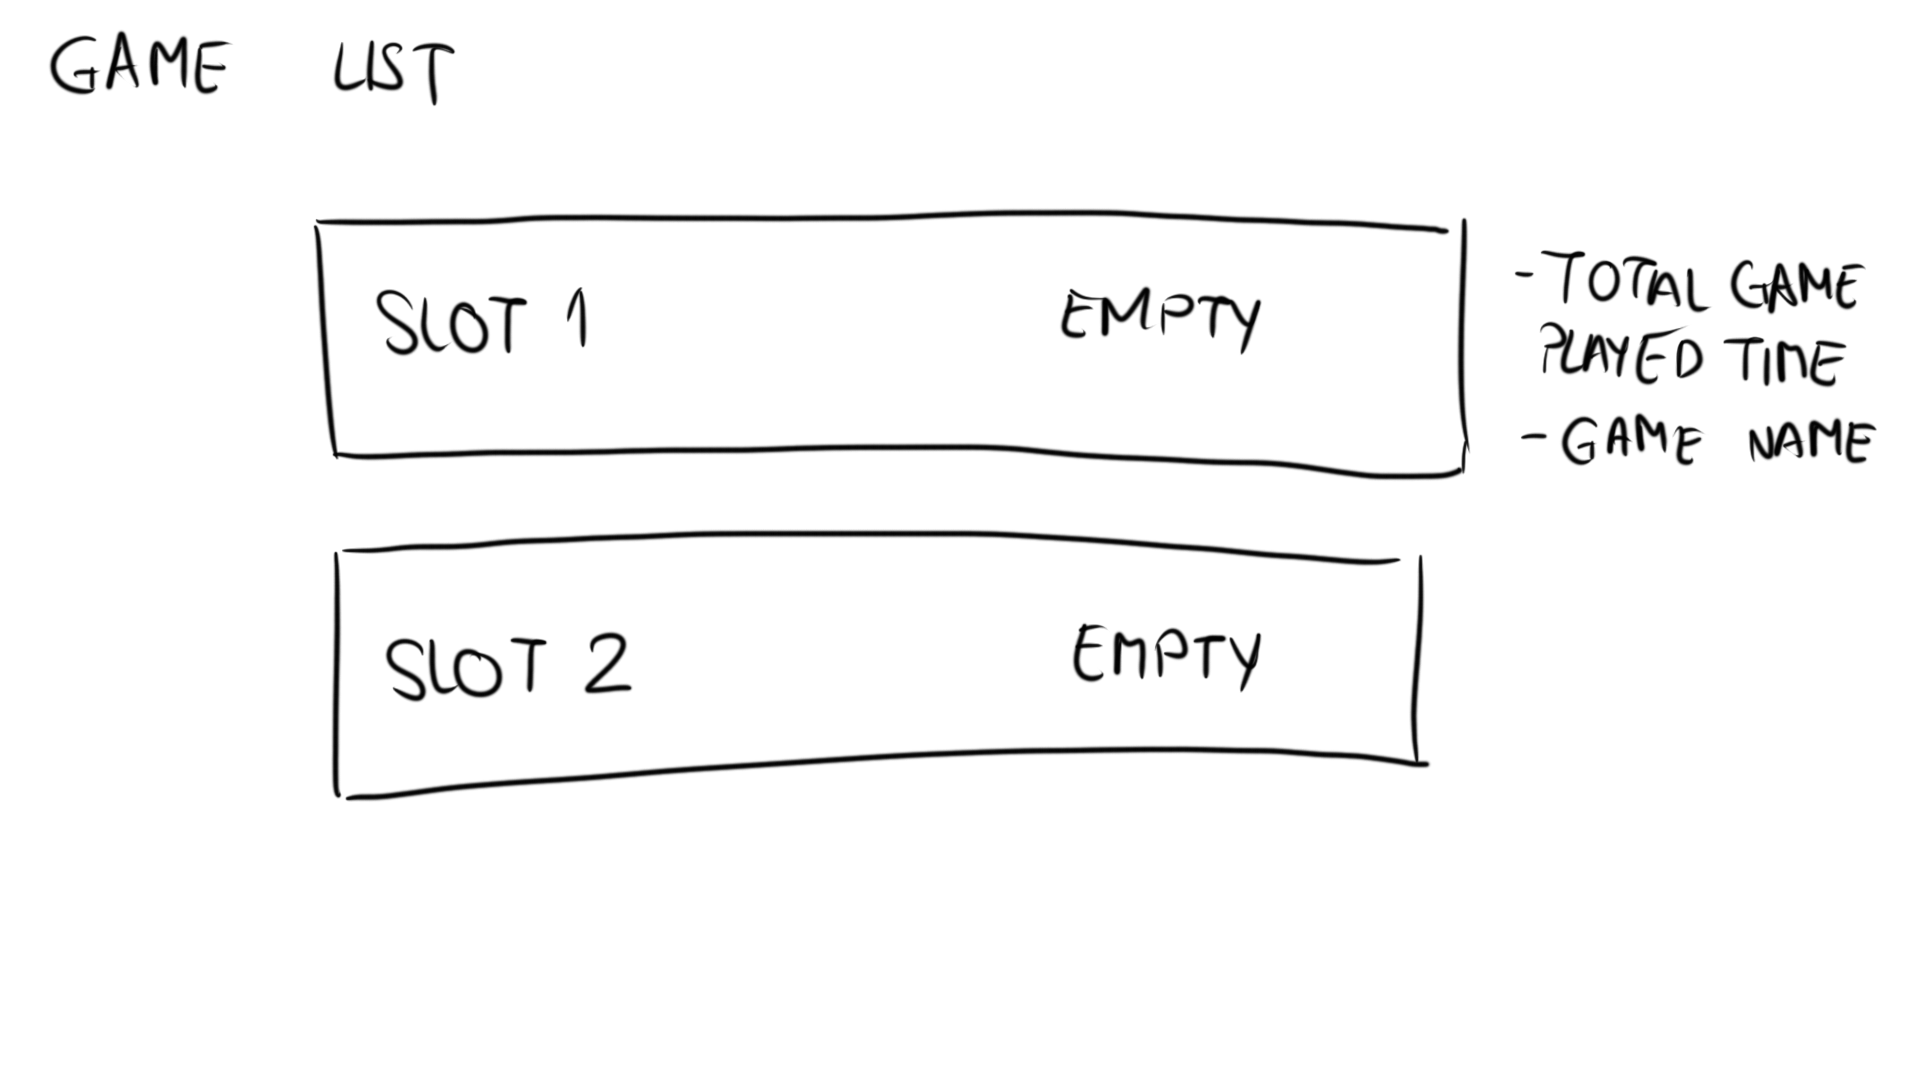 GAME LIST
SLOT 1 EMPTY
- TOTAL GAME
PLAYED TIME
- GAME NAME
SLOT 2 EMPTY